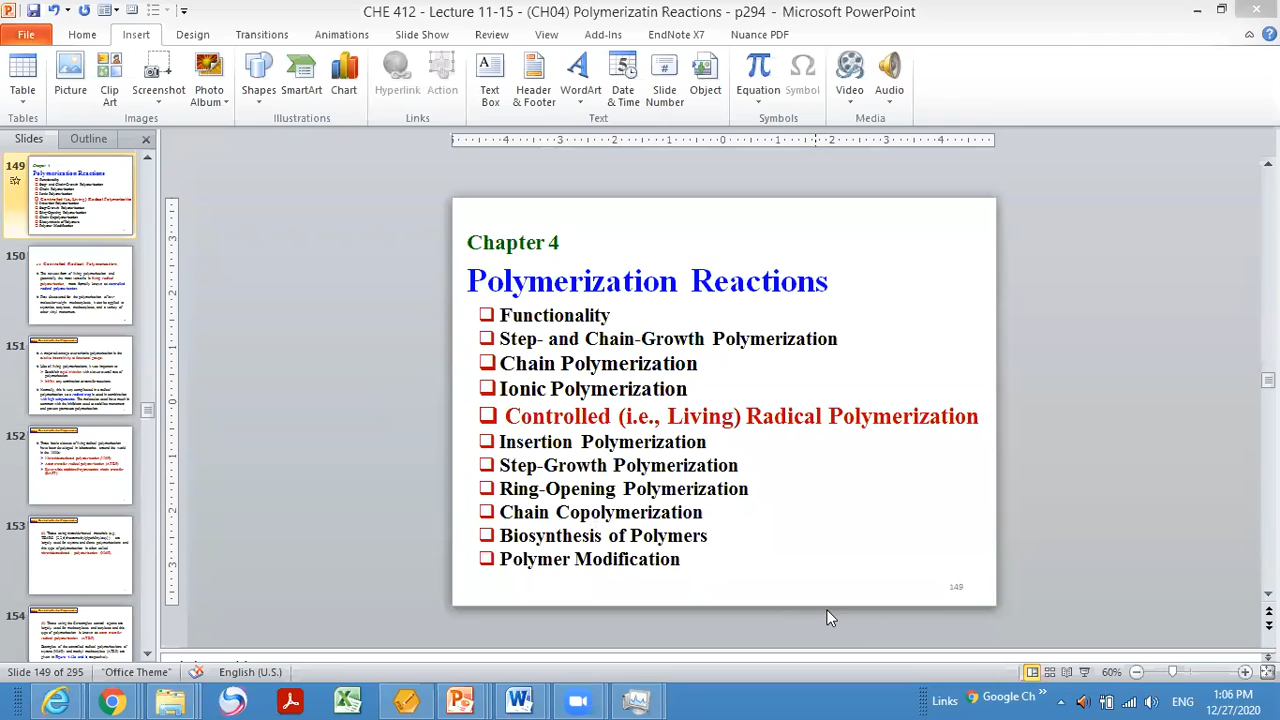 CHE 412 - Lecture 11-15 - (CH04) Polymerizatin Reactions - n294 - Microsoft PowerPoint
File Home Insert Design Transitions Animations Slide Show Review View Add-Ins EndNote X7 Nuance PDF
Table Picture Clip Art Screenshot Photo Album Shapes SmartArt Chart Hyperlink Action Text Box Header & Footer WordArt Date & Time Slide Number Object Equation Symbol Video Audio
Tables Images Illustrations Links Text Symbols Media
Slides Outline
149
150
151
152
153
154
Chapter 4
Polymerization Reactions
Functionality
Step- and Chain-Growth Polymerization
Chain Polymerization
Ionic Polymerization
Controlled (i.e., Living) Radical Polymerization
Insertion Polymerization
Step-Growth Polymerization
Ring-Opening Polymerization
Chain Copolymerization
Biosynthesis of Polymers
Polymer Modification
149
Slide 149 of 295 "Office Theme" English (U.S.) 60%
Links Google Ch ENG 1:06 PM
12/27/2020